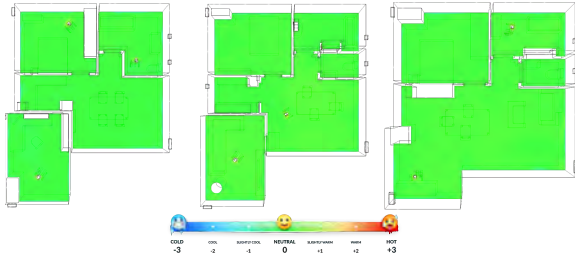 COLD COOL SLIGHTLY COOL NEUTRAL SLIGHTLY WARM WARM HOT
-3 -2 -1 0 +1 +2 +3